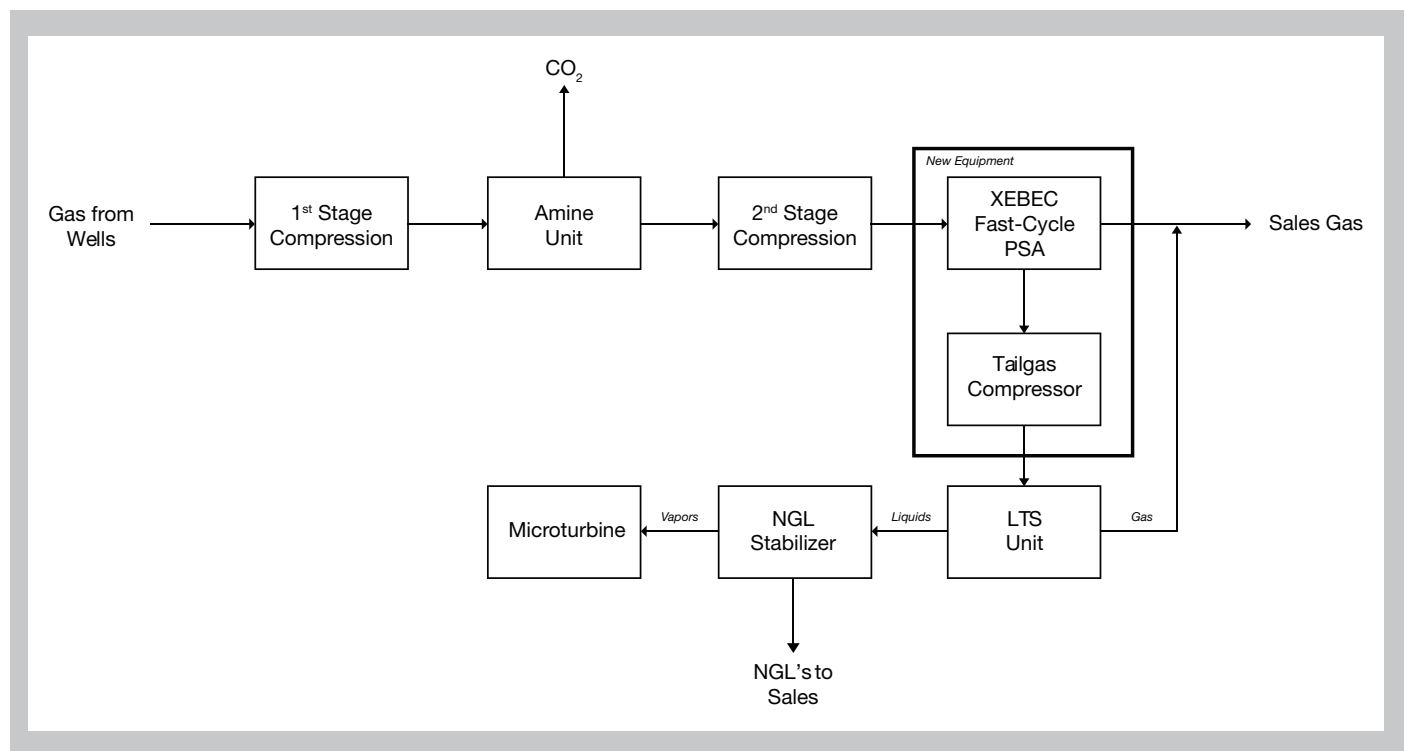 CO₂
New Equipment
Gas from
Wells
1st Stage
Compression
Amine
Unit
2nd Stage
Compression
XEBEC
Fast-Cycle
PSA
Sales Gas
Tailgas
Compressor
Microturbine
Vapors
NGL
Stabilizer
Liquids
LTS
Unit
Gas
NGL's to
Sales